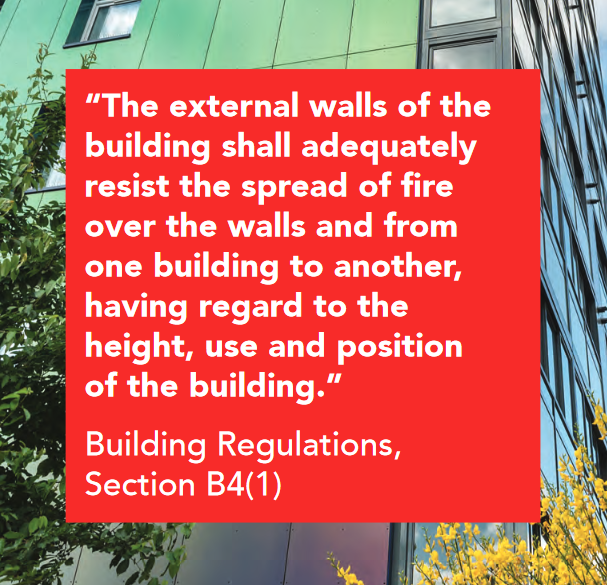 “The external walls of the
building shall adequately
resist the spread of fire
over the walls and from
one building to another,
having regard to the
height, use and position
of the building.”
Building Regulations,
Section B4(1)